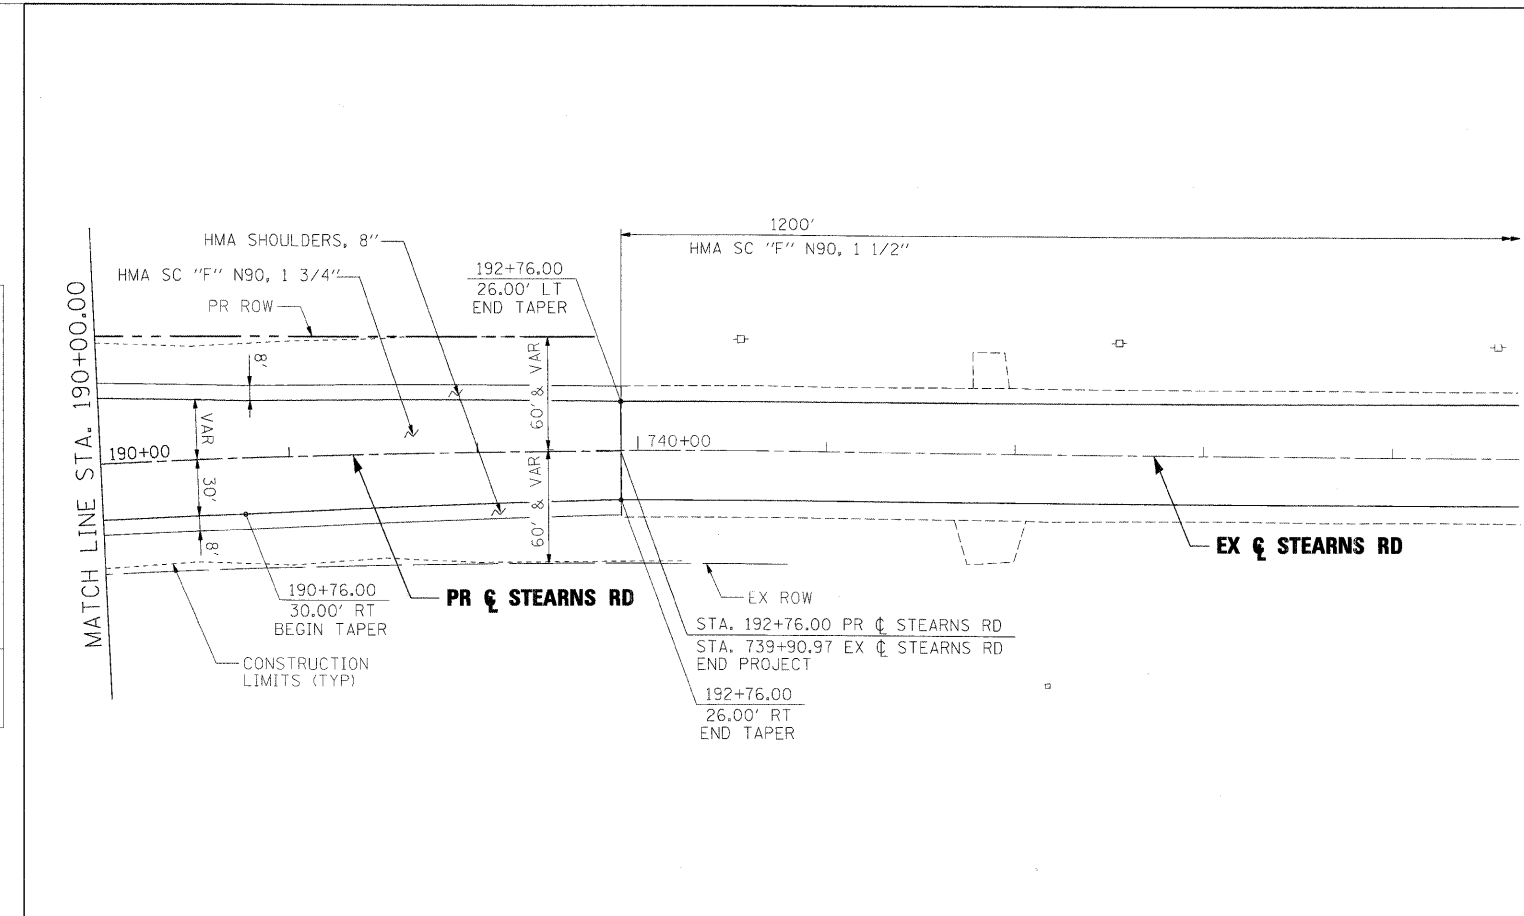 1200'
HMA SC "F" N90, 1 1/2"
HMA SHOULDERS, 8"
HMA SC "F" N90, 1 3/4"
PR ROW
192+76.00
26.00' LT
END TAPER
MATCH LINE STA. 190+00.00
8'
60' & VAR
VAR
190+00
740+00
30'
60' & VAR
8'
EX ℄ STEARNS RD
190+76.00
30.00' RT
BEGIN TAPER
PR ℄ STEARNS RD
EX ROW
STA. 192+76.00 PR ℄ STEARNS RD
STA. 739+90.97 EX ℄ STEARNS RD
END PROJECT
CONSTRUCTION
LIMITS (TYP)
192+76.00
26.00' RT
END TAPER